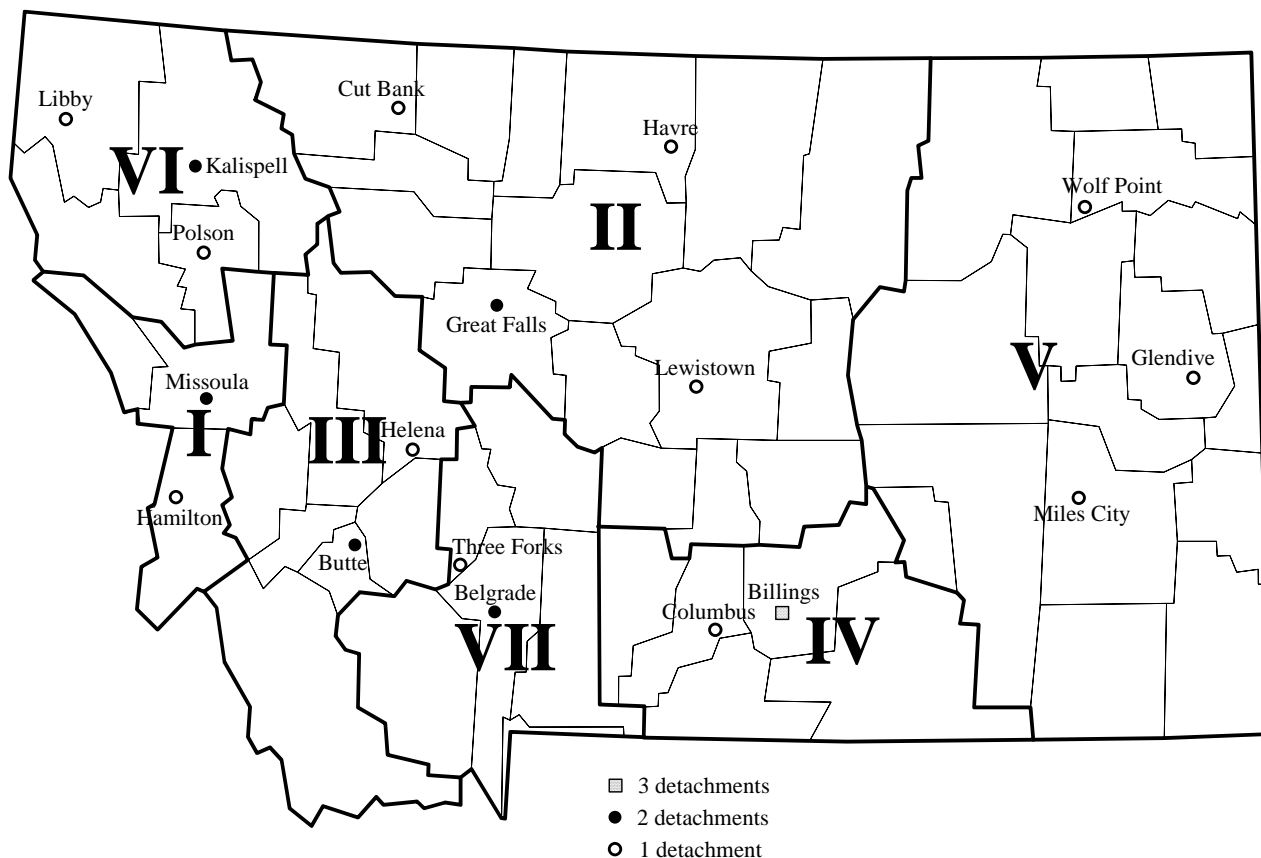 Cut Bank
Libby
Havre
VI
Kalispell
Wolf Point
II
Polson
Great Falls
V
Glendive
Lewistown
Missoula
I
III
Helena
Hamilton
Miles City
Three Forks
Butte
Belgrade
Billings
Columbus
VII
IV
3 detachments
2 detachments
1 detachment